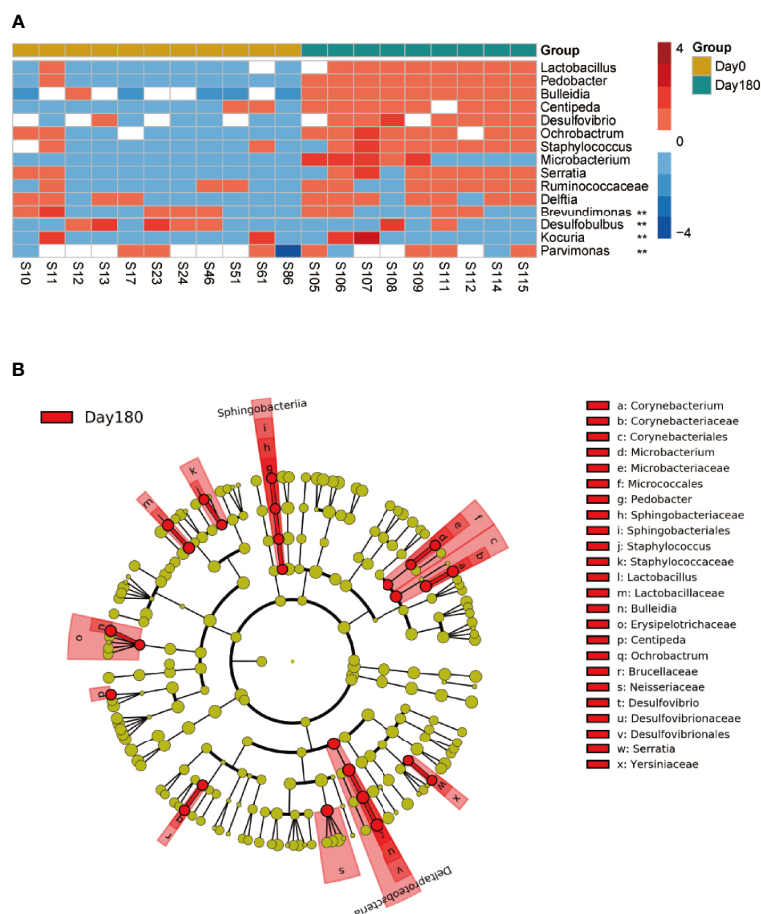 A
Group
Lactobacillus
Pedobacter
Bulleidia
Centipeda
Desulfovibrio
Ochrobactrum
Staphylococcus
Microbacterium
Serratia
Ruminococcaceae
Delftia
Brevundimonas **
Desulfobulbus **
Kocuria **
Parvimonas **
S10 S11 S12 S13 S17 S23 S24 S46 S51 S61 S86 S105 S106 S107 S108 S109 S111 S112 S114 S115
4
0
−4
Group
Day0
Day180
B
Day180
Sphingobacteriia
i
h
g
k
m
f
e
d
c
b
a
o
n
p
r
q
s
u
v
Deltaproteobacteria
w
x
a: Corynebacterium
b: Corynebacteriaceae
c: Corynebacteriales
d: Microbacterium
e: Microbacteriaceae
f: Micrococcales
g: Pedobacter
h: Sphingobacteriaceae
i: Sphingobacteriales
j: Staphylococcus
k: Staphylococcaceae
l: Lactobacillus
m: Lactobacillaceae
n: Bulleidia
o: Erysipelotrichaceae
p: Centipeda
q: Ochrobactrum
r: Brucellaceae
s: Neisseriaceae
t: Desulfovibrio
u: Desulfovibrionaceae
v: Desulfovibrionales
w: Serratia
x: Yersiniaceae